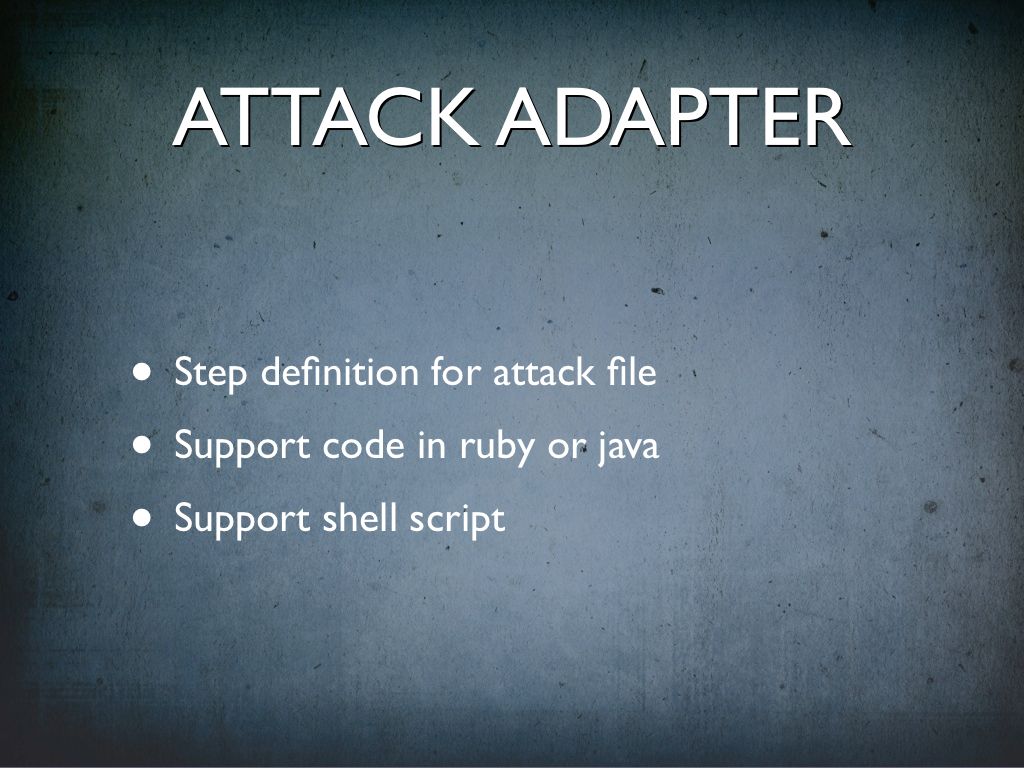 ATTACK ADAPTER
• Step definition for attack file
• Support code in ruby or java
• Support shell script